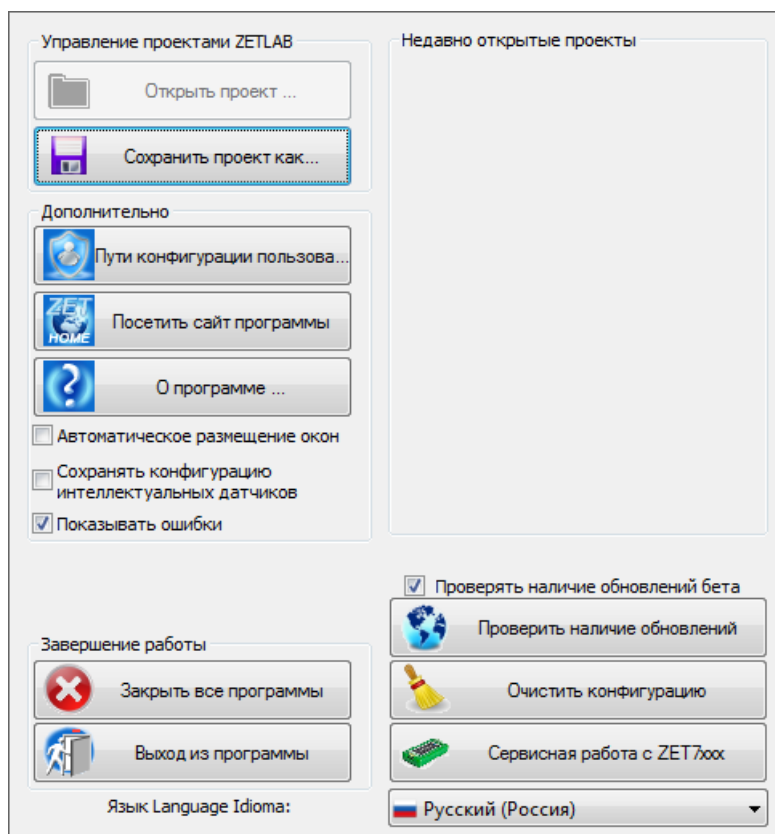 Управление проектами ZETLAB
Открыть проект ...
Сохранить проект как...
Дополнительно
Пути конфигурации пользова...
ZET
HOME
Посетить сайт программы
?
О программе ...
Автоматическое размещение окон
Сохранять конфигурацию
интеллектуальных датчиков
Показывать ошибки
Завершение работы
Закрыть все программы
Выход из программы
Язык Language Idioma:
Недавно открытые проекты
Проверять наличие обновлений бета
Проверить наличие обновлений
Очистить конфигурацию
Сервисная работа с ZET7xxx
Русский (Россия)